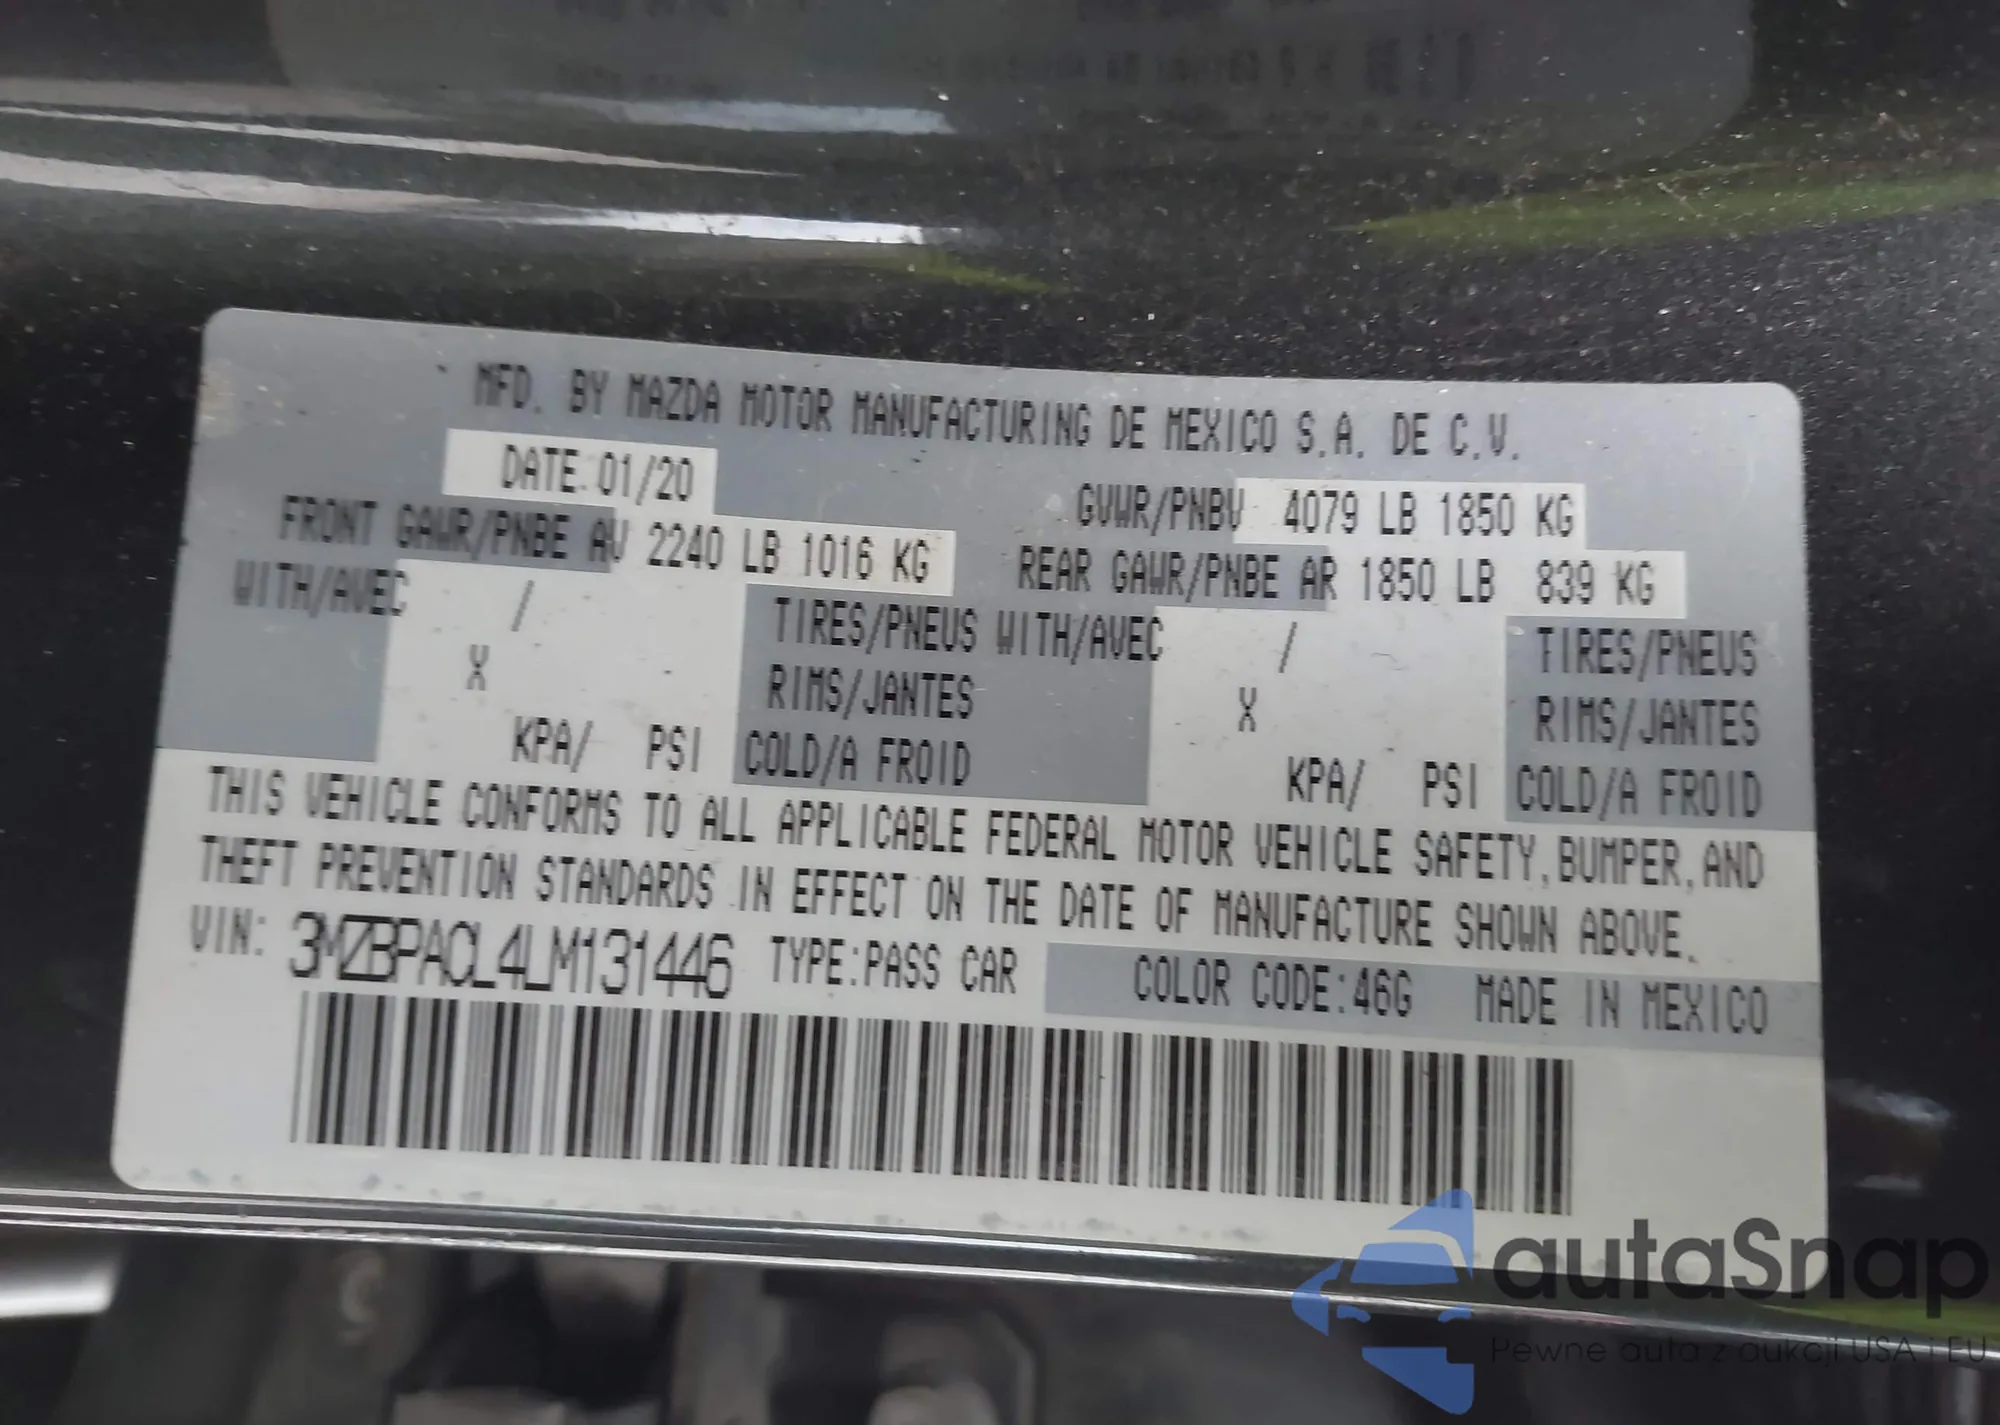 MFD. BY MAZDA MOTOR MANUFACTURING DE MEXICO S.A. DE C.V.
DATE:01/20
GVWR/PNBV 4079 LB 1850 KG
FRONT GAWR/PNBE AV 2240 LB 1016 KG REAR GAWR/PNBE AR 1850 LB 839 KG
WITH/AVEC / TIRES/PNEUS WITH/AVEC / TIRES/PNEUS
X RIMS/JANTES X RIMS/JANTES
KPA/ PSI COLD/A FROID KPA/ PSI COLD/A FROID
THIS VEHICLE CONFORMS TO ALL APPLICABLE FEDERAL MOTOR VEHICLE SAFETY, BUMPER, AND
THEFT PREVENTION STANDARDS IN EFFECT ON THE DATE OF MANUFACTURE SHOWN ABOVE.
VIN: 3MZBPACL4LM131446 TYPE:PASS CAR COLOR CODE:46G MADE IN MEXICO
autaSnap
Pewne auta z aukcji USA i EU